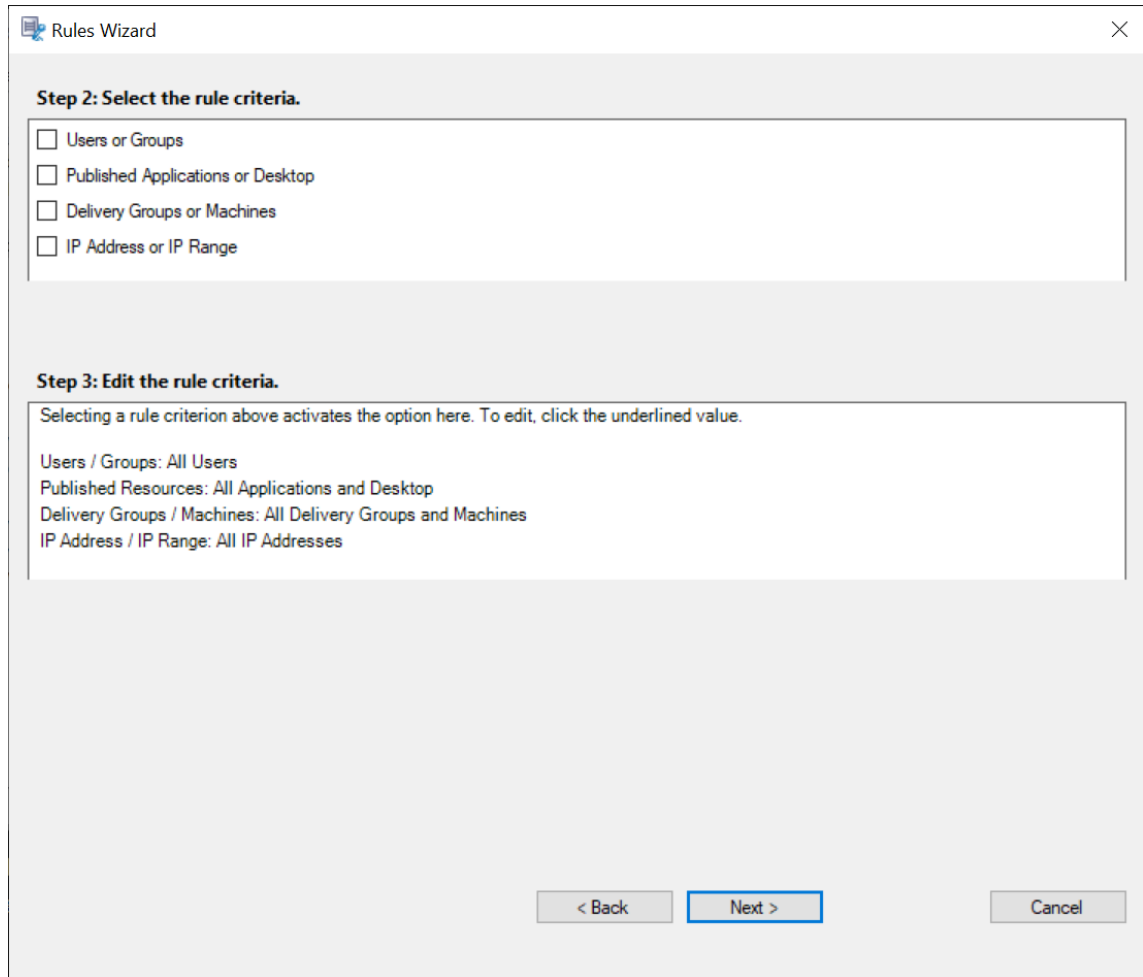 Rules Wizard
Step 2: Select the rule criteria.
Users or Groups
Published Applications or Desktop
Delivery Groups or Machines
IP Address or IP Range
Step 3: Edit the rule criteria.
Selecting a rule criterion above activates the option here. To edit, click the underlined value.
Users / Groups: All Users
Published Resources: All Applications and Desktop
Delivery Groups / Machines: All Delivery Groups and Machines
IP Address / IP Range: All IP Addresses
< Back
Next >
Cancel